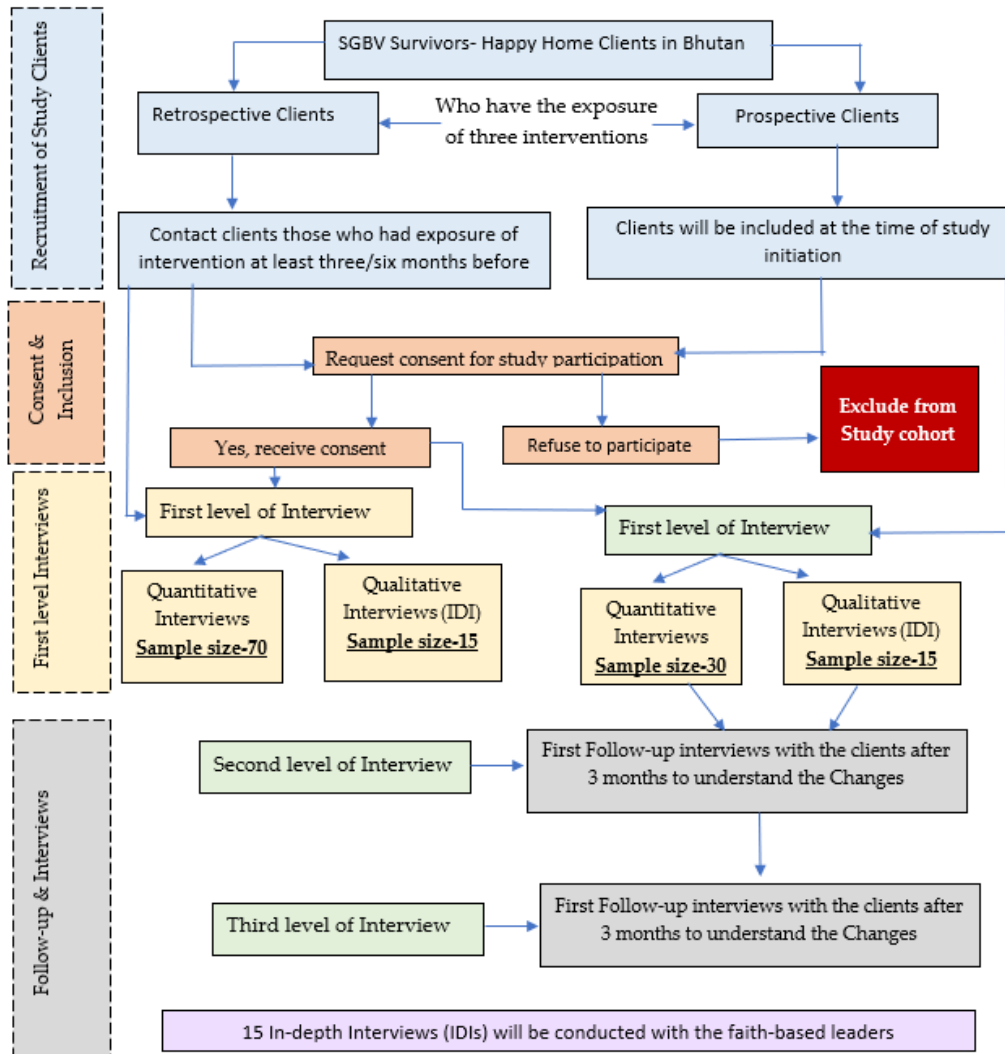 Recruitment of Study Clients
SGBV Survivors- Happy Home Clients in Bhutan
Retrospective Clients
Who have the exposure
of three interventions
Prospective Clients
Contact clients those who had exposure of
intervention at least three/six months before
Clients will be included at the time of study
initiation
Consent &
Inclusion
Request consent for study participation
Yes, receive consent
Refuse to participate
Exclude from
Study cohort
First level Interviews
First level of Interview
First level of Interview
Quantitative
Interviews
Sample size-70
Qualitative
Interviews (IDI)
Sample size-15
Quantitative
Interviews
Sample size-30
Qualitative
Interviews (IDI)
Sample size-15
Follow-up & Interviews
Second level of Interview
First Follow-up interviews with the clients after
3 months to understand the Changes
Third level of Interview
First Follow-up interviews with the clients after
3 months to understand the Changes
15 In-depth Interviews (IDIs) will be conducted with the faith-based leaders